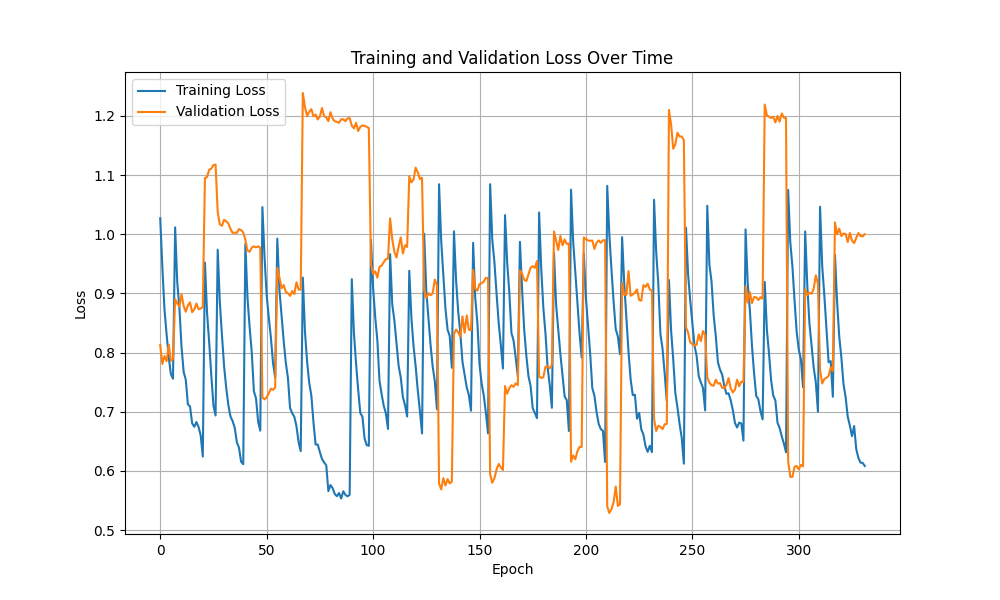 Training and Validation Loss Over Time
Training Loss
Validation Loss
1.2
1.1
1.0
0.9
0.8
0.7
0.6
0.5
Loss
0 50 100 150 200 250 300
Epoch